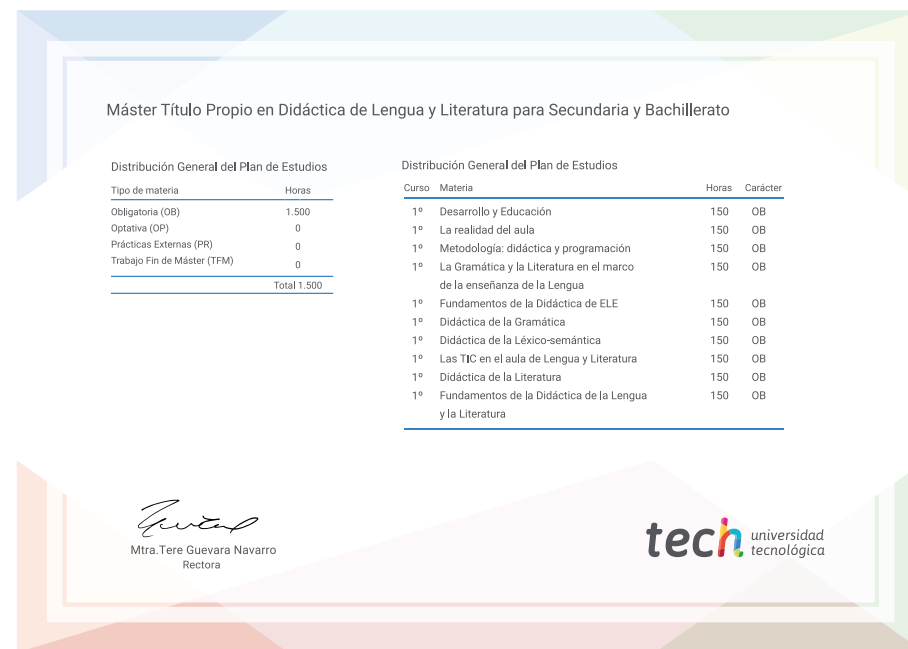 Máster Título Propio en Didáctica de Lengua y Literatura para Secundaria y Bachillerato
Distribución General del Plan de Estudios
Tipo de materia Horas
Obligatoria (OB) 1.500
Optativa (OP) 0
Prácticas Externas (PR) 0
Trabajo Fin de Máster (TFM) 0
Total 1.500
Distribución General del Plan de Estudios
Curso Materia Horas Carácter
1º Desarrollo y Educación 150 OB
1º La realidad del aula 150 OB
1º Metodología: didáctica y programación 150 OB
1º La Gramática y la Literatura en el marco 150 OB
de la enseñanza de la Lengua
1º Fundamentos de la Didáctica de ELE 150 OB
1º Didáctica de la Gramática 150 OB
1º Didáctica de la Léxico-semántica 150 OB
1º Las TIC en el aula de Lengua y Literatura 150 OB
1º Didáctica de la Literatura 150 OB
1º Fundamentos de la Didáctica de la Lengua 150 OB
y la Literatura
Mtra.Tere Guevara Navarro
Rectora
tech universidad
tecnológica